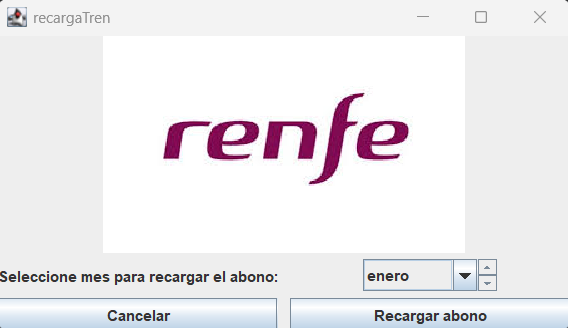 recargaTren
renfe
Seleccione mes para recargar el abono:
enero
Cancelar
Recargar abono